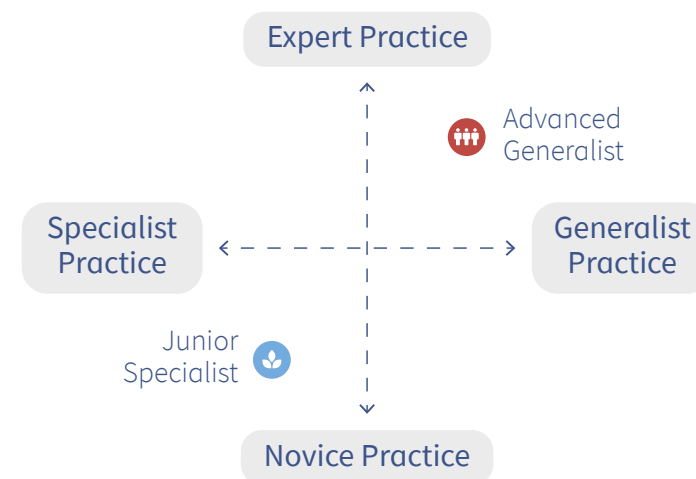 Expert Practice
Advanced
Generalist
Specialist
Practice
Generalist
Practice
Junior
Specialist
Novice Practice